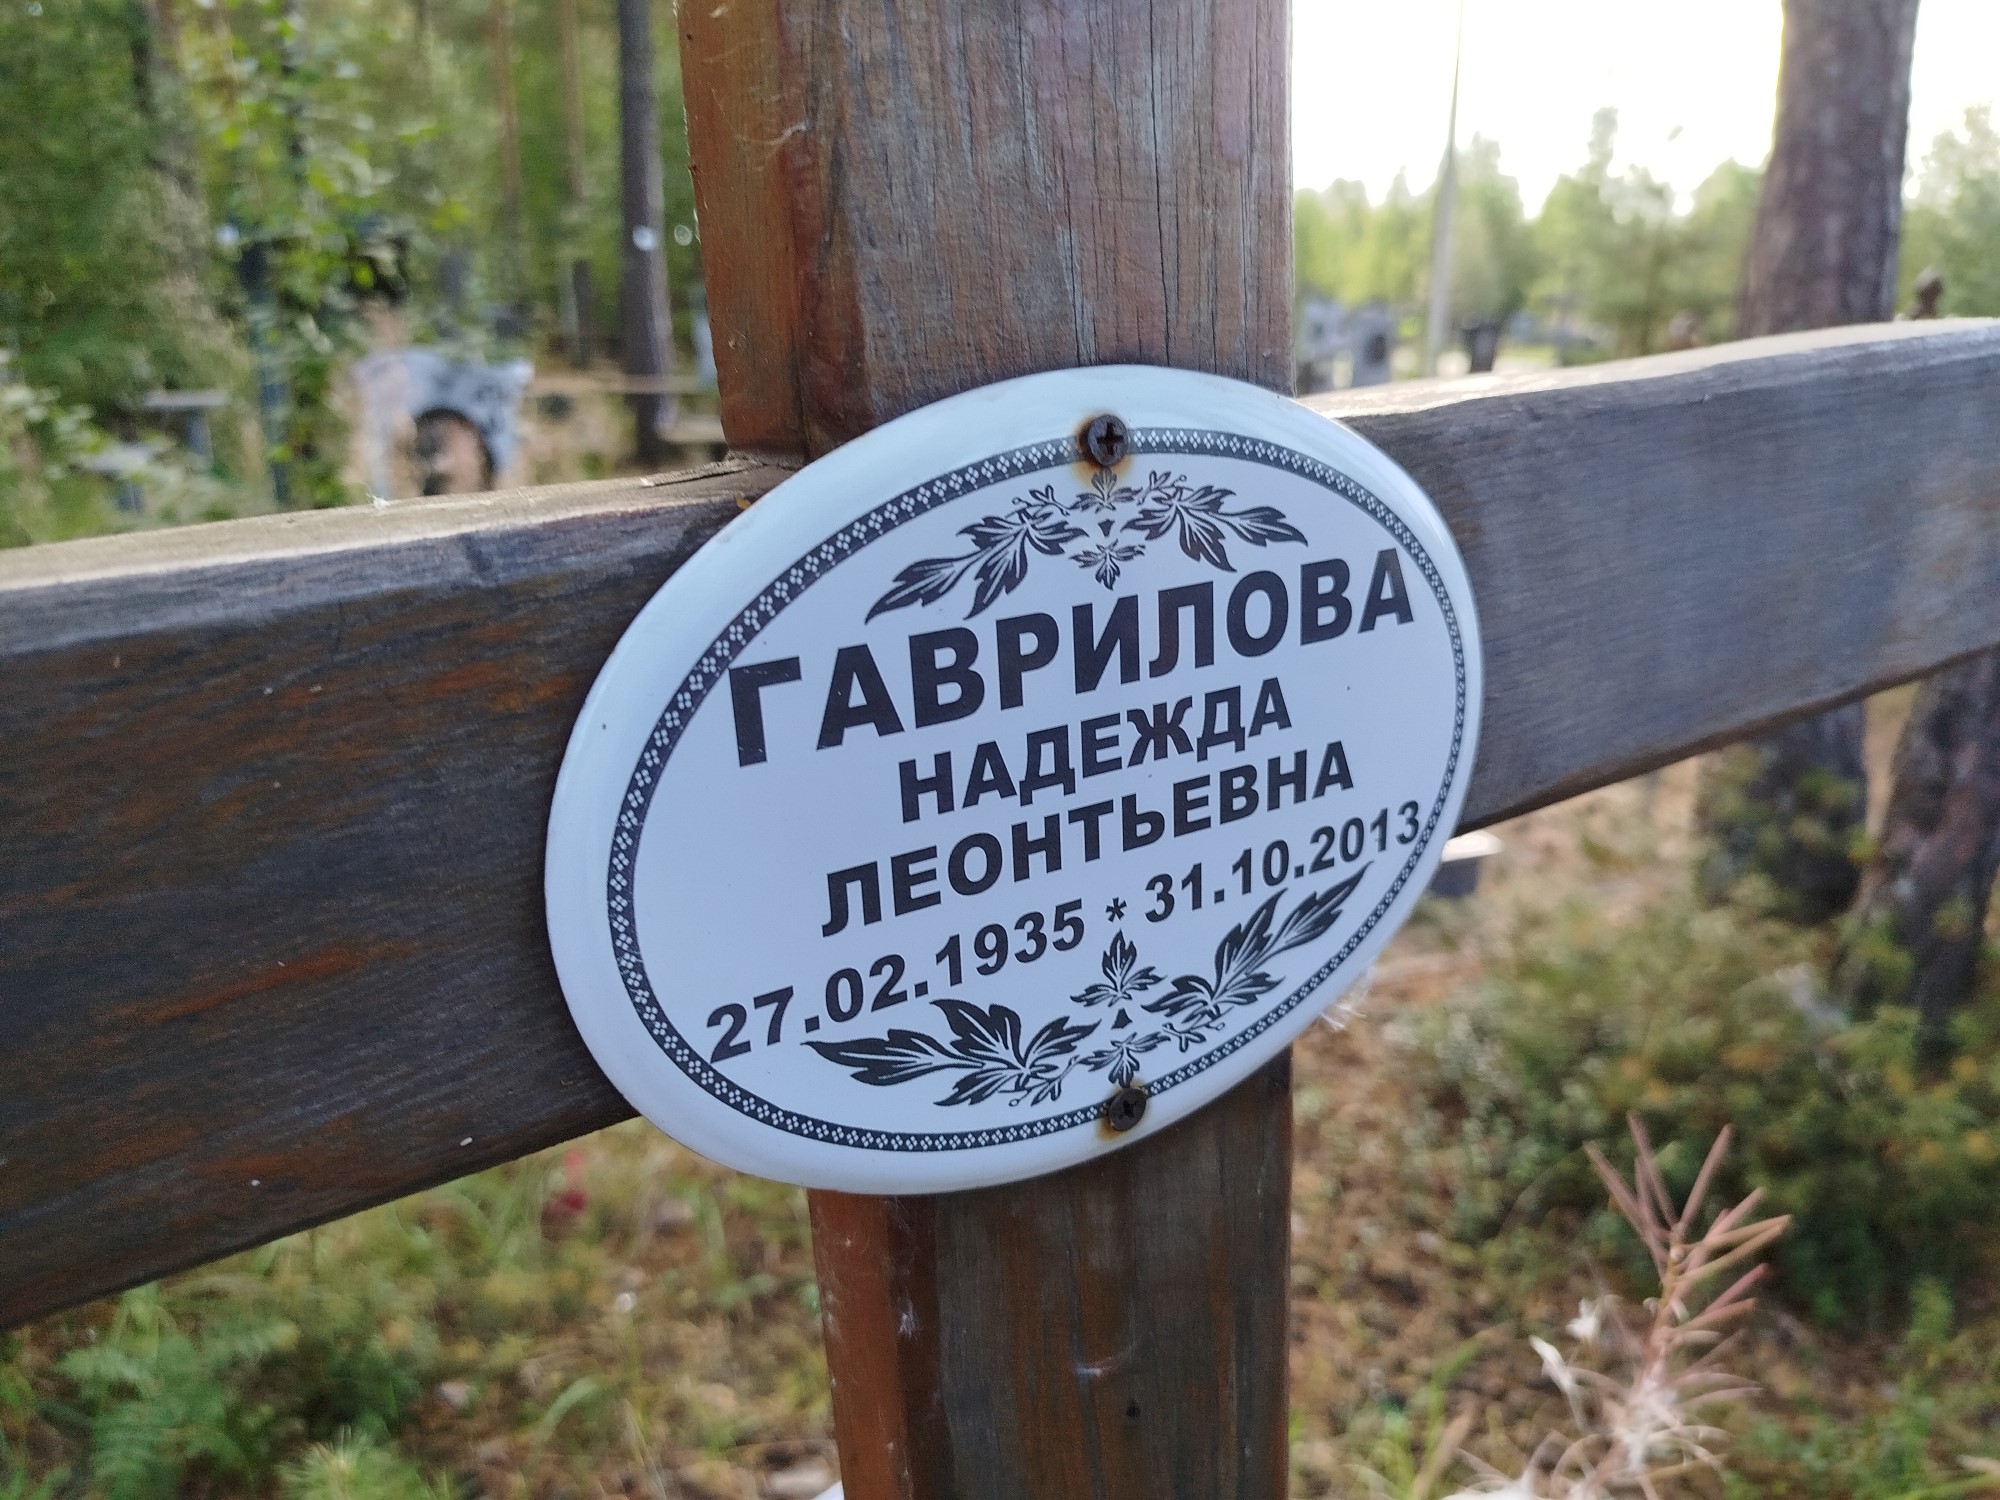 ГАВРИЛОВА
НАДЕЖДА
ЛЕОНТЬЕВНА
27.02.1935 * 31.10.2013